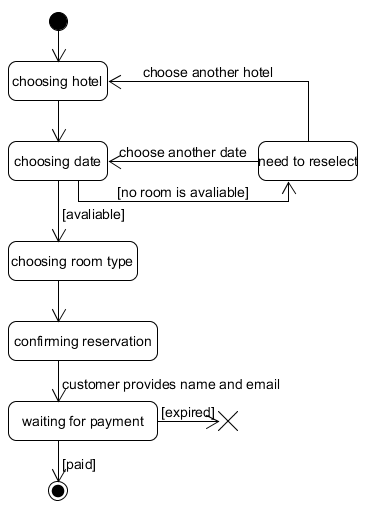 choose another hotel
choosing hotel
choose another date
choosing date
need to reselect
[no room is avaliable]
[avaliable]
choosing room type
confirming reservation
customer provides name and email
[expired]
waiting for payment
[paid]